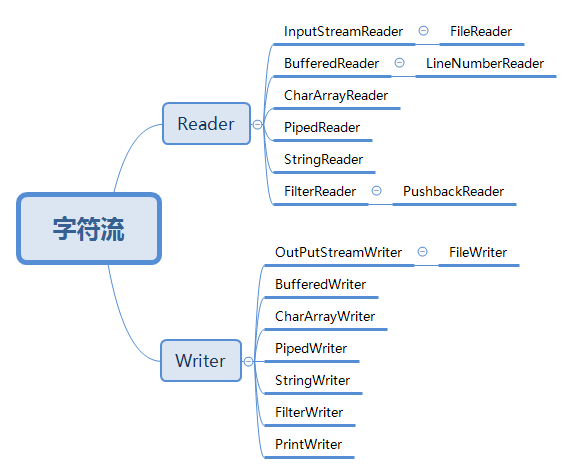 字符流
Reader
InputStreamReader
FileReader
BufferedReader
LineNumberReader
CharArrayReader
PipedReader
StringReader
FilterReader
PushbackReader
Writer
OutPutStreamWriter
FileWriter
BufferedWriter
CharArrayWriter
PipedWriter
StringWriter
FilterWriter
PrintWriter